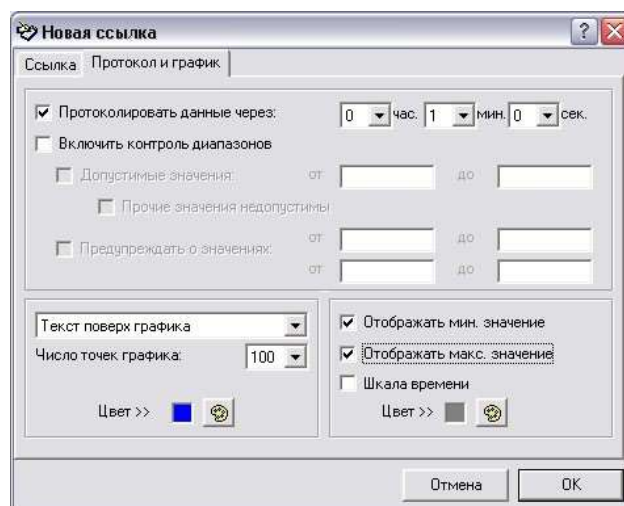 Новая ссылка
Ссылка Протокол и график
Протоколировать данные через: 0 час. 1 мин. 0 сек.
Включить контроль диапазонов
Допустимые значения: от до
Прочие значения недопустимы
от до
Предупреждать о значениях:
от до
Текст поверх графика
Число точек графика: 100
Цвет >>
Отображать мин. значение
Отображать макс. значение
Шкала времени
Цвет >>
Отмена OK